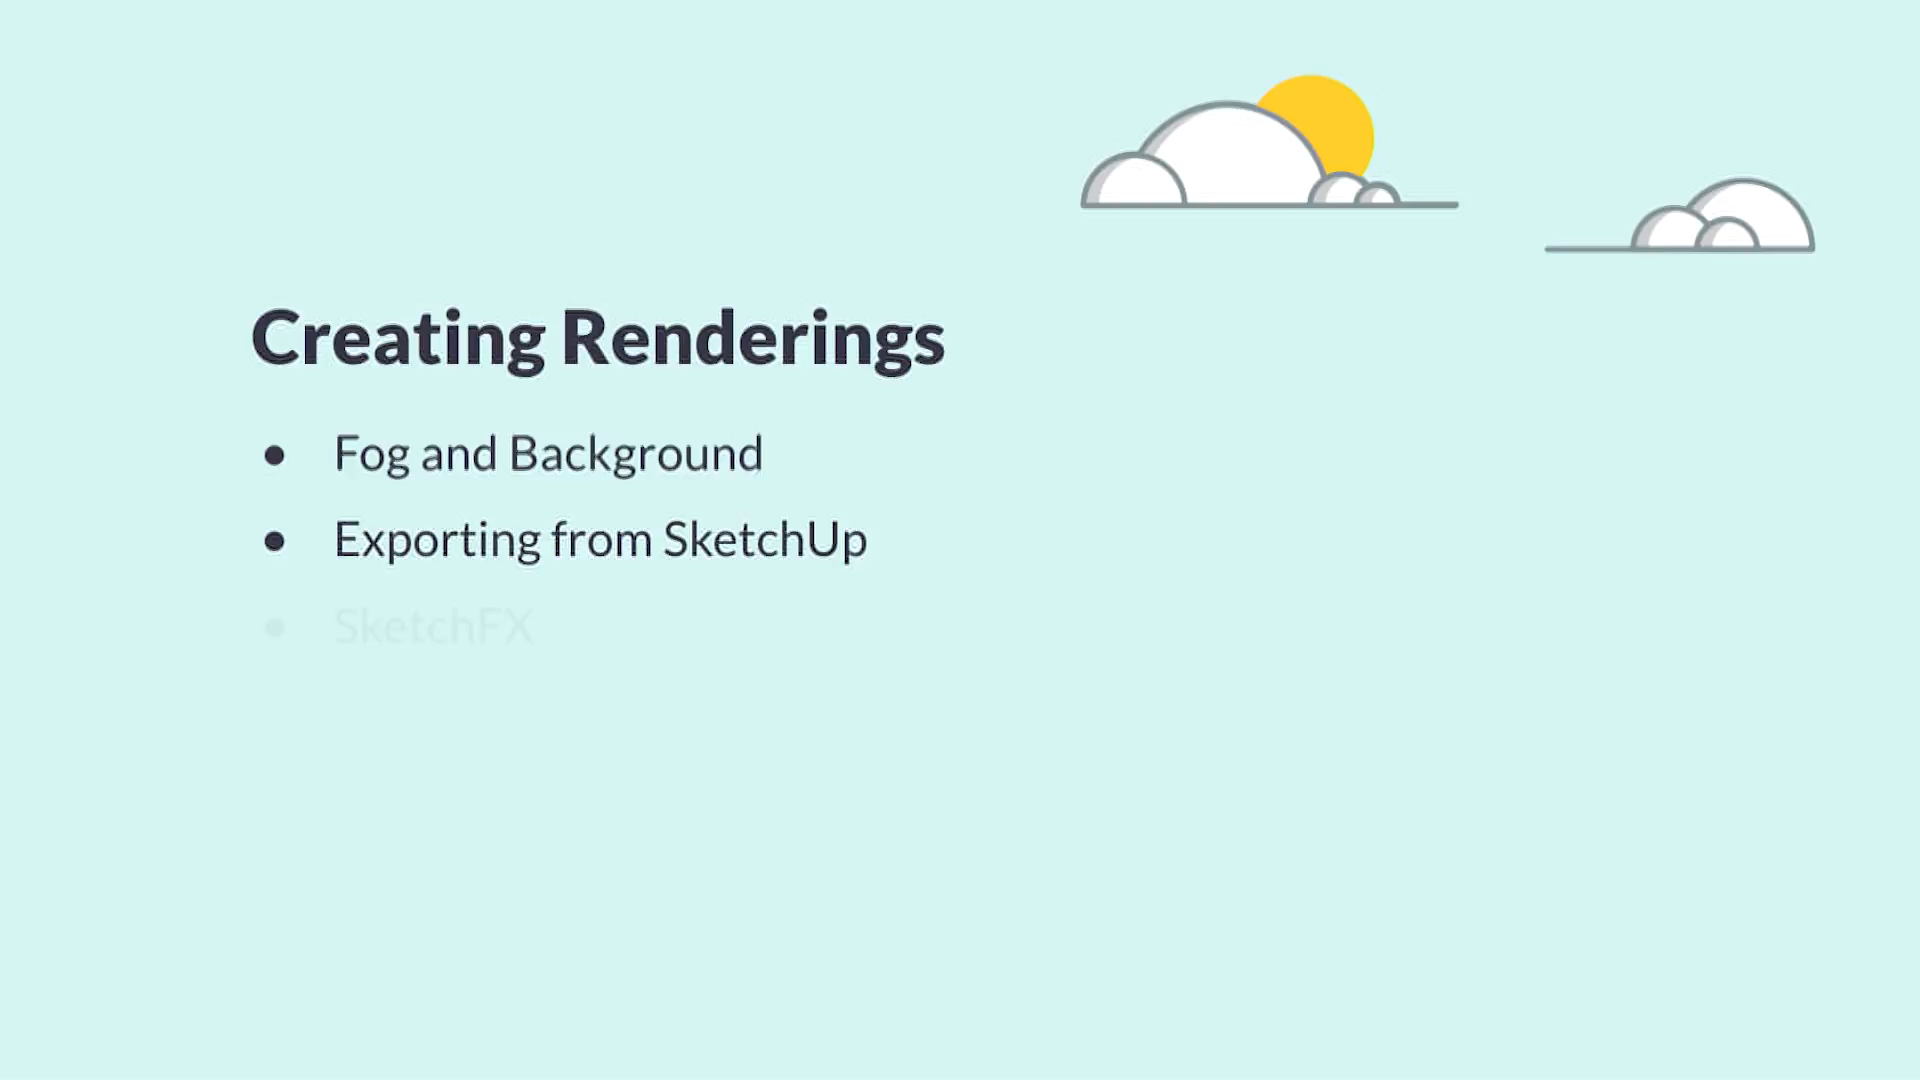 Creating Renderings
● Fog and Background
● Exporting from SketchUp
● SketchFX